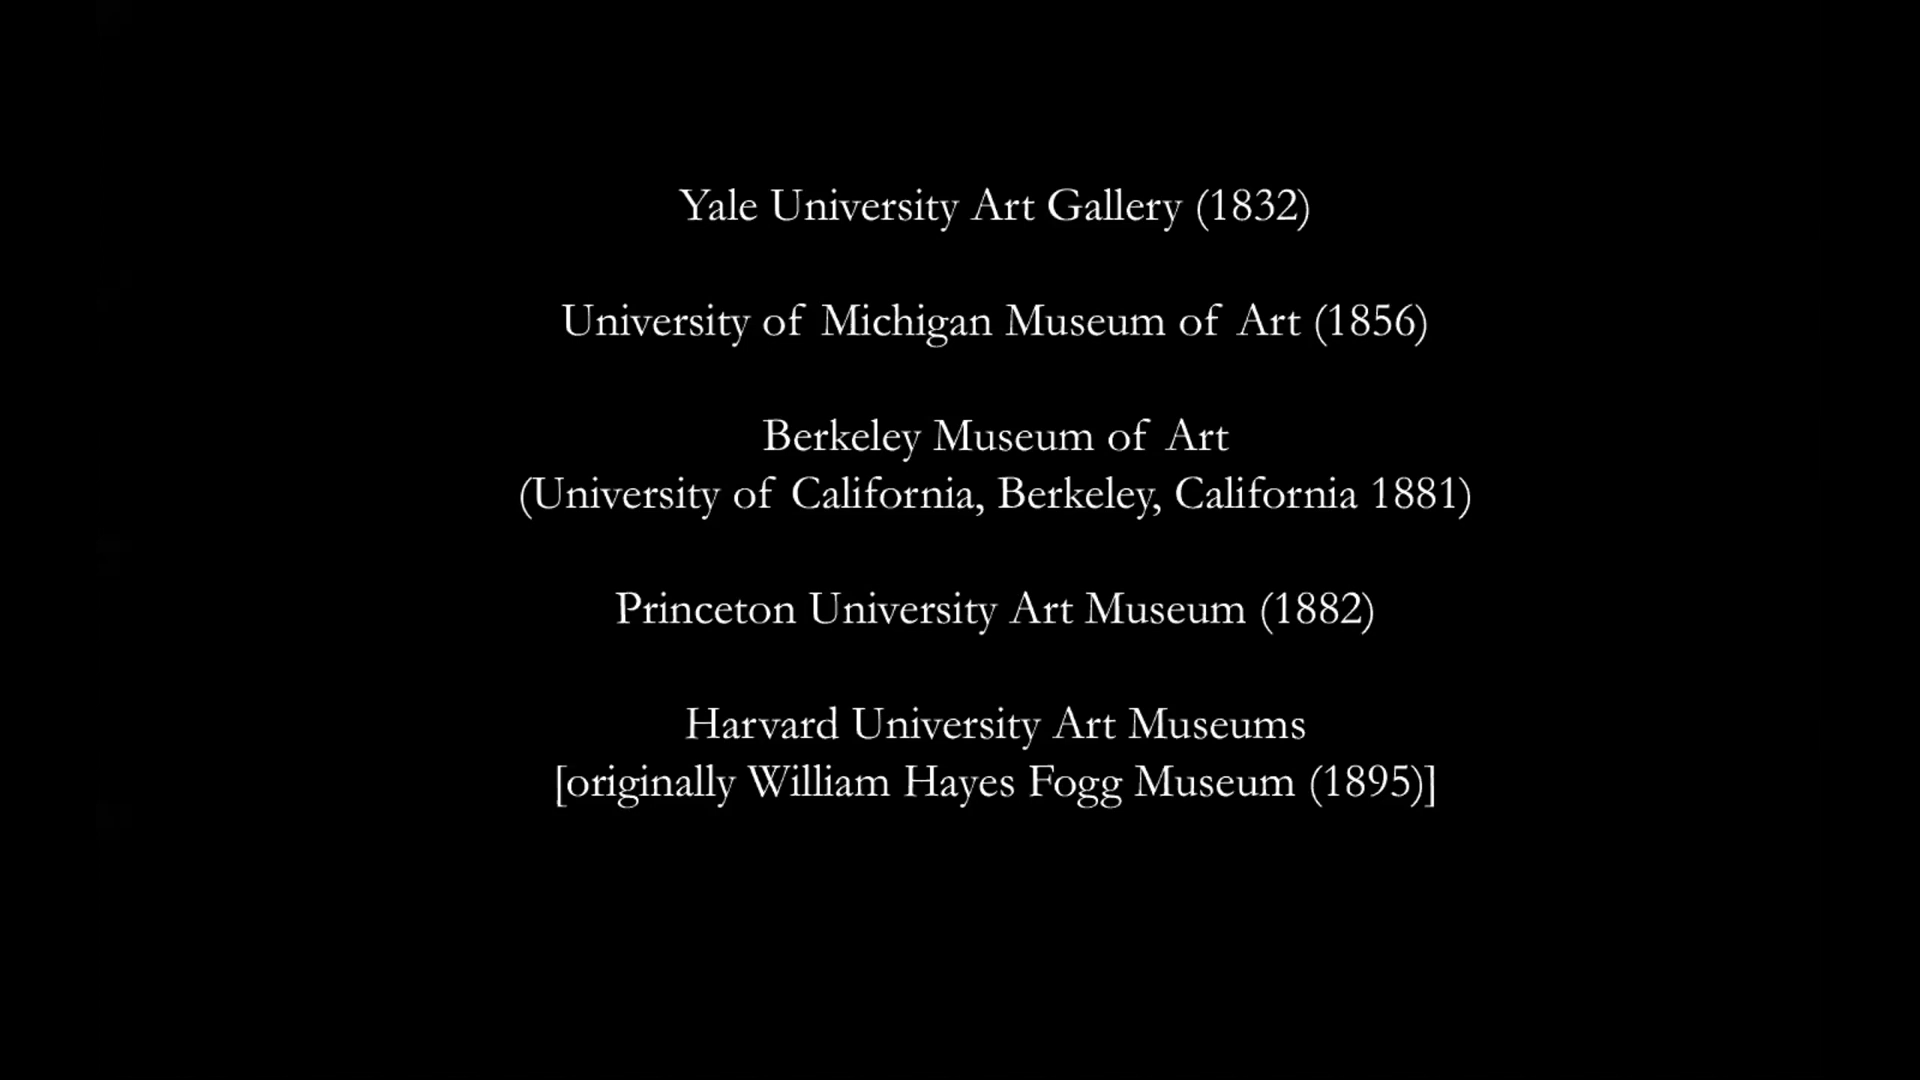 Yale University Art Gallery (1832)
University of Michigan Museum of Art (1856)
Berkeley Museum of Art
(University of California, Berkeley, California 1881)
Princeton University Art Museum (1882)
Harvard University Art Museums
[originally William Hayes Fogg Museum (1895)]